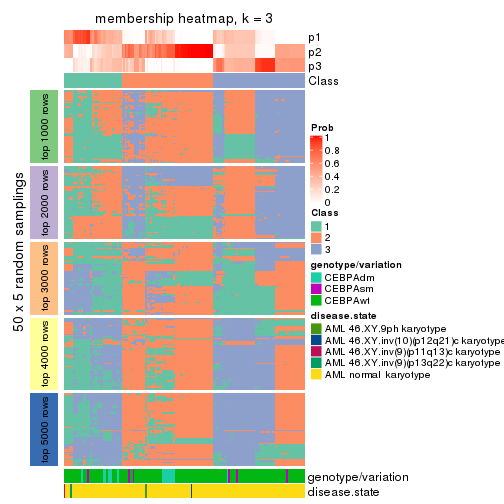 membership heatmap, k = 3
p1
p2
p3
Class
50 x 5 random samplings
top 1000 rows
top 2000 rows
top 3000 rows
top 4000 rows
top 5000 rows
Prob
1
0.8
0.6
0.4
0.2
0
Class
1
2
3
genotype/variation
CEBPAdm
CEBPAsm
CEBPAwt
disease.state
AML 46.XY.9ph karyotype
AML 46.XY.inv(10)(p12q21)c karyotype
AML 46.XY.inv(9)(p11q13)c karyotype
AML 46.XY.inv(9)(p13q22)c karyotype
AML normal karyotype
genotype/variation
disease.state